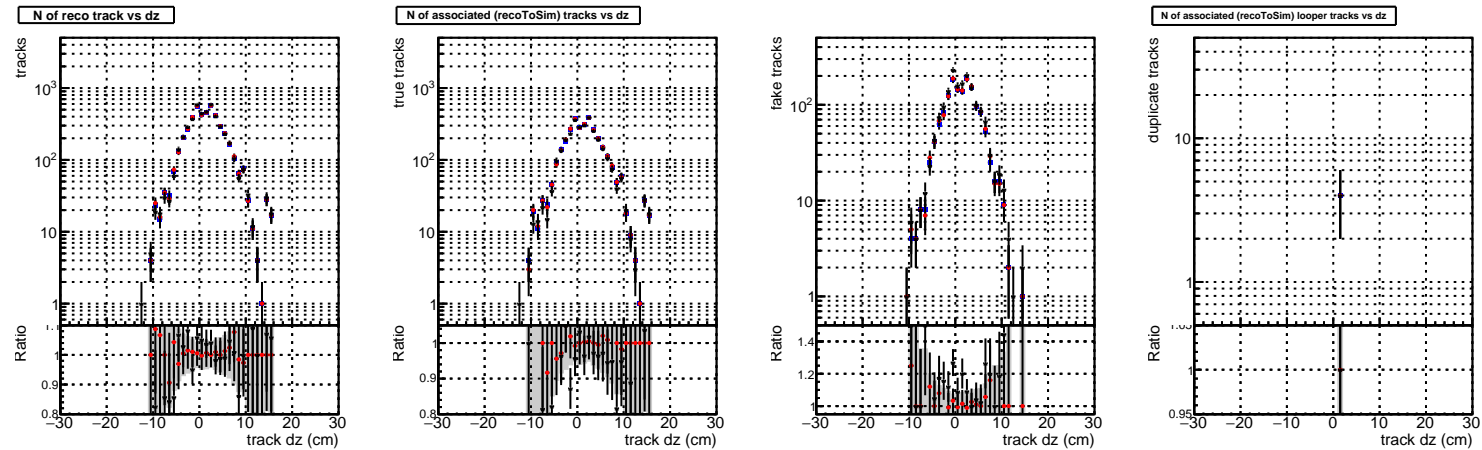 N of reco track vs dz
tracks
10³
10²
10
1
Ratio
1.1
1
0.9
0.8
−30 −20 −10 0 10 20 30
track dz (cm)
N of associated (recoToSim) tracks vs dz
true tracks
10³
10²
10
1
Ratio
1
0.9
0.8
−30 −20 −10 0 10 20 30
track dz (cm)
fake tracks
10²
10
1
Ratio
1.4
1.2
1
−30 −20 −10 0 10 20 30
track dz (cm)
N of associated (recoToSim) looper tracks vs dz
duplicate tracks
10
1
Ratio
1.05
1
0.95
−30 −20 −10 0 10 20 30
track dz (cm)